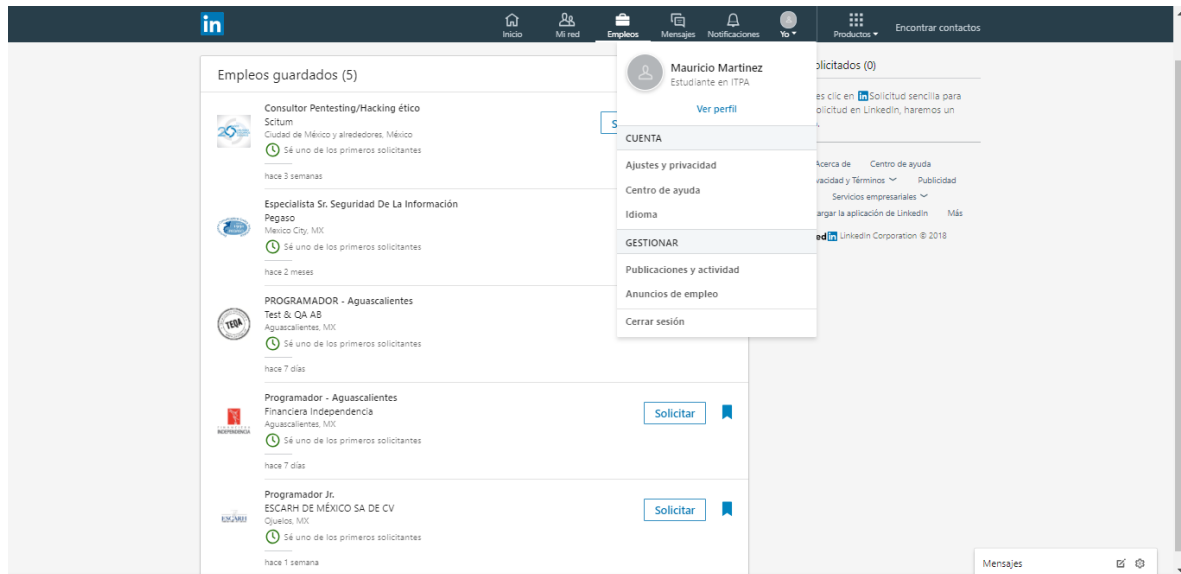 in
Inicio
Mi red
Empleos
Mensajes
Notificaciones
Yo
Productos
Encontrar contactos
Empleos guardados (5)
Consultor Pentesting/Hacking ético
Scitum
Ciudad de México y alrededores, México
Sé uno de los primeros solicitantes
hace 3 semanas
Especialista Sr. Seguridad De La Información
Pegaso
Mexico City, MX
Sé uno de los primeros solicitantes
hace 2 meses
TEQA
PROGRAMADOR - Aguascalientes
Test & QA AB
Aguascalientes, MX
Sé uno de los primeros solicitantes
hace 7 días
INDEPENDENCIA
Programador - Aguascalientes
Financiera Independencia
Aguascalientes, MX
Sé uno de los primeros solicitantes
hace 7 días
Solicitar
ESCARH
Programador Jr.
ESCARH DE MÉXICO SA DE CV
Ojuelos, MX
Sé uno de los primeros solicitantes
hace 1 semana
Solicitar
Mauricio Martinez
Estudiante en ITPA
Ver perfil
CUENTA
Ajustes y privacidad
Centro de ayuda
Idioma
GESTIONAR
Publicaciones y actividad
Anuncios de empleo
Cerrar sesión
(0)
clic en in Solicitud sencilla para
en LinkedIn, haremos un
Acerca de Centro de ayuda
y Términos Publicidad
Servicios empresariales
la aplicación de LinkedIn Más
in LinkedIn Corporation © 2018
Mensajes